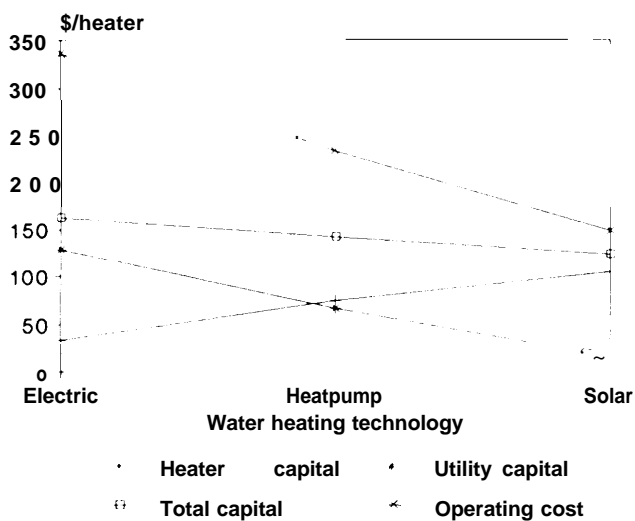 $/heater
350
300
250
200
150
100
50
0
Electric Heatpump Solar
Water heating technology
Heater capital Utility capital
Total capital Operating cost